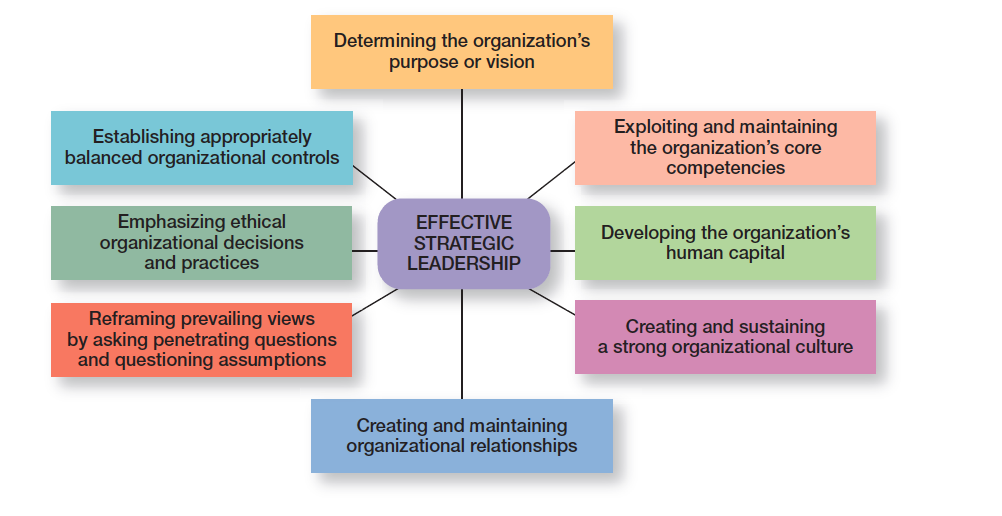 Determining the organization's
purpose or vision
Establishing appropriately
balanced organizational controls
Exploiting and maintaining
the organization's core
competencies
Emphasizing ethical
organizational decisions
and practices
EFFECTIVE
STRATEGIC
LEADERSHIP
Developing the organization's
human capital
Reframing prevailing views
by asking penetrating questions
and questioning assumptions
Creating and sustaining
a strong organizational culture
Creating and maintaining
organizational relationships